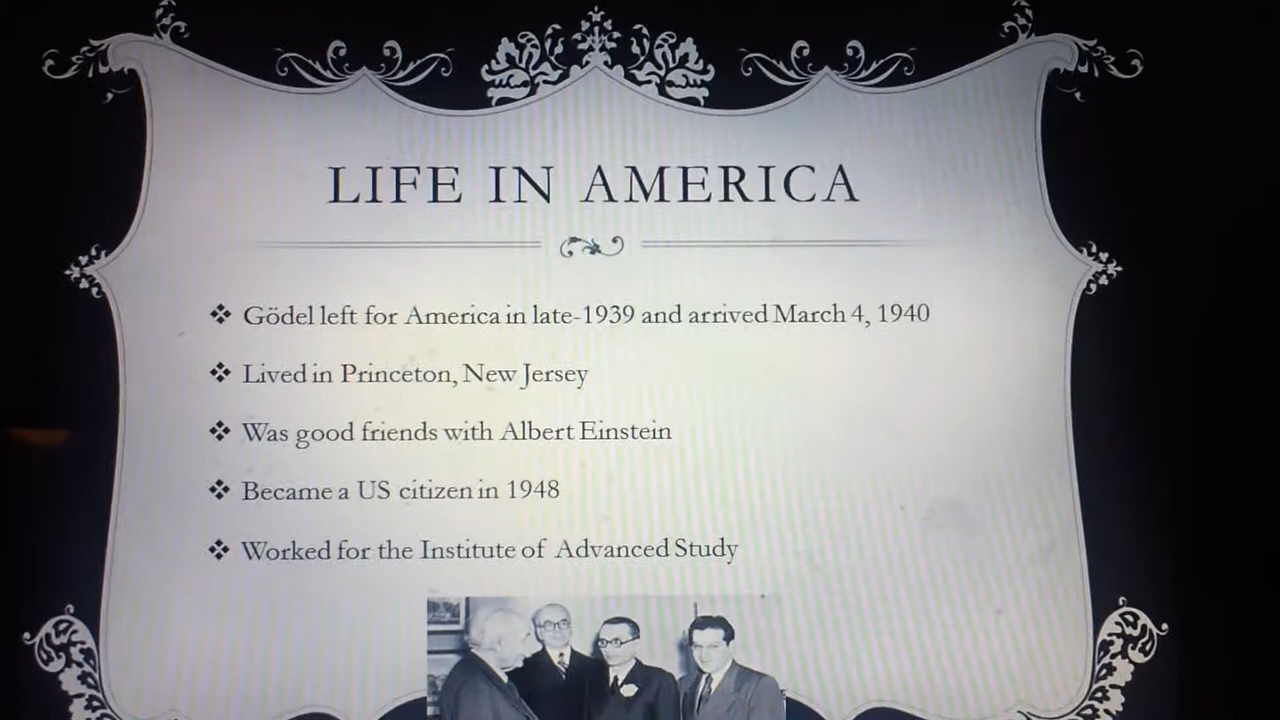 LIFE IN AMERICA
Gödel left for America in late-1939 and arrived March 4, 1940
Lived in Princeton, New Jersey
Was good friends with Albert Einstein
Became a US citizen in 1948
Worked for the Institute of Advanced Study